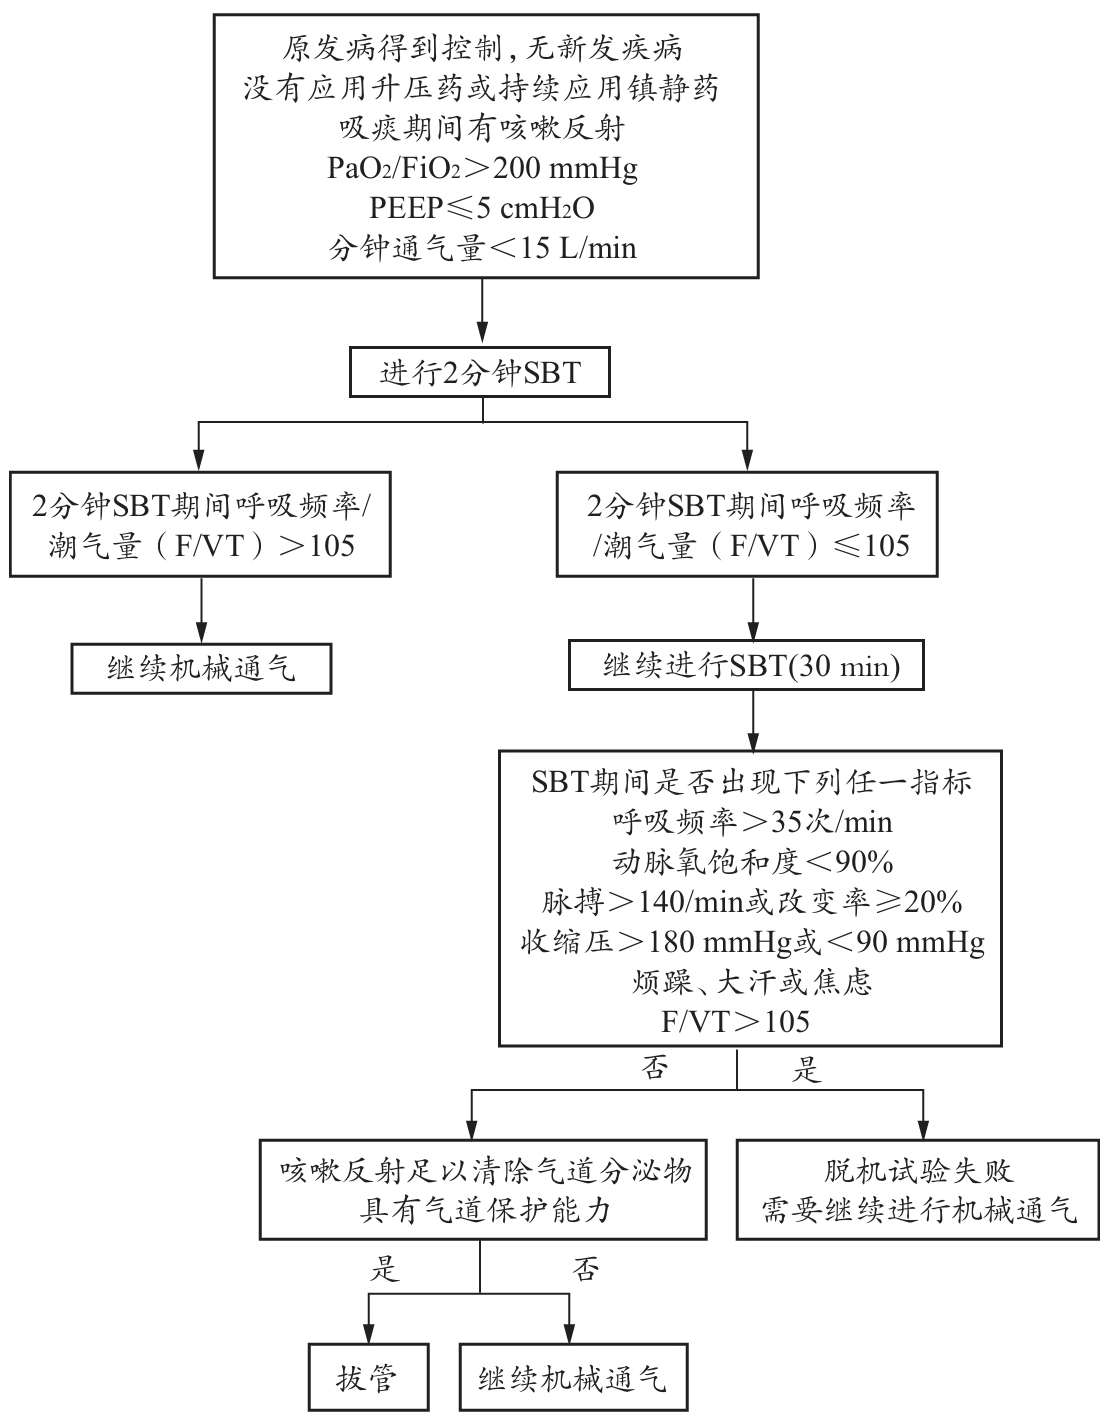 原发病得到控制，无新发疾病
没有应用升压药或持续应用镇静药
吸痰期间有咳嗽反射
PaO₂/FiO₂＞200 mmHg
PEEP≤5 cmH₂O
分钟通气量＜15 L/min
进行2分钟SBT
2分钟SBT期间呼吸频率/
潮气量（F/VT）＞105
2分钟SBT期间呼吸频率
/潮气量（F/VT）≤105
继续机械通气
继续进行SBT(30 min)
SBT期间是否出现下列任一指标
呼吸频率＞35次/min
动脉氧饱和度＜90%
脉搏＞140/min或改变率≥20%
收缩压＞180 mmHg或＜90 mmHg
烦躁、大汗或焦虑
F/VT＞105
否
是
咳嗽反射足以清除气道分泌物
具有气道保护能力
脱机试验失败
需要继续进行机械通气
是
否
拔管
继续机械通气